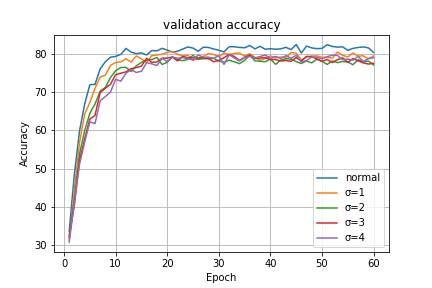 validation accuracy
Accuracy
80
70
60
50
40
30
0
10
20
30
40
50
60
Epoch
normal
σ=1
σ=2
σ=3
σ=4